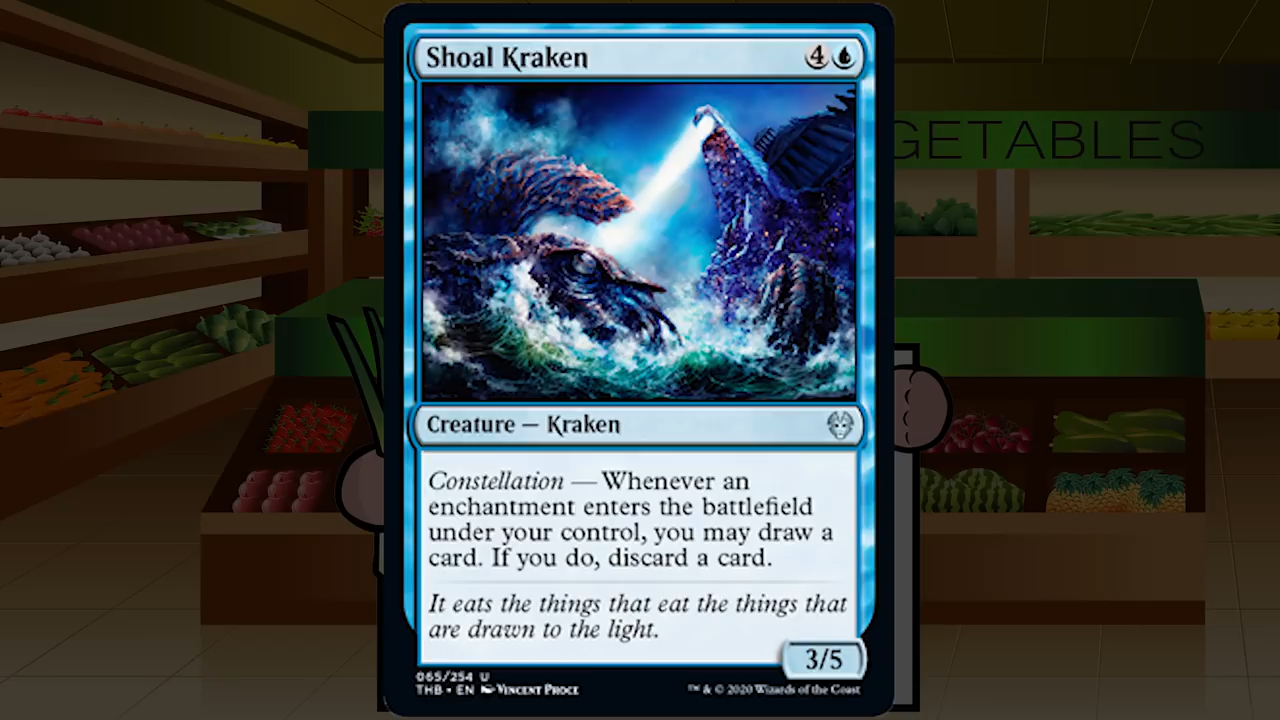 Shoal Kraken 4
GETABLES
Creature — Kraken
Constellation — Whenever an
enchantment enters the battlefield
under your control, you may draw a
card. If you do, discard a card.
It eats the things that eat the things that
are drawn to the light.
3/5
065/254 U
THB • EN Vincent Proce
™ & © 2020 Wizards of the Coast